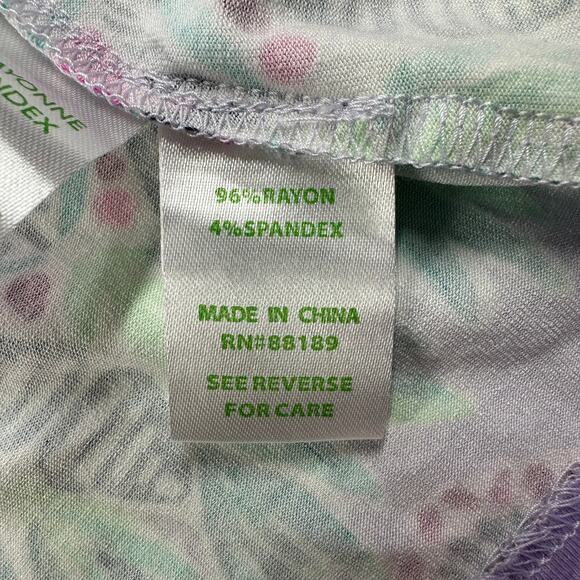 96%RAYON
4%SPANDEX
MADE IN CHINA
RN#88189
SEE REVERSE
FOR CARE